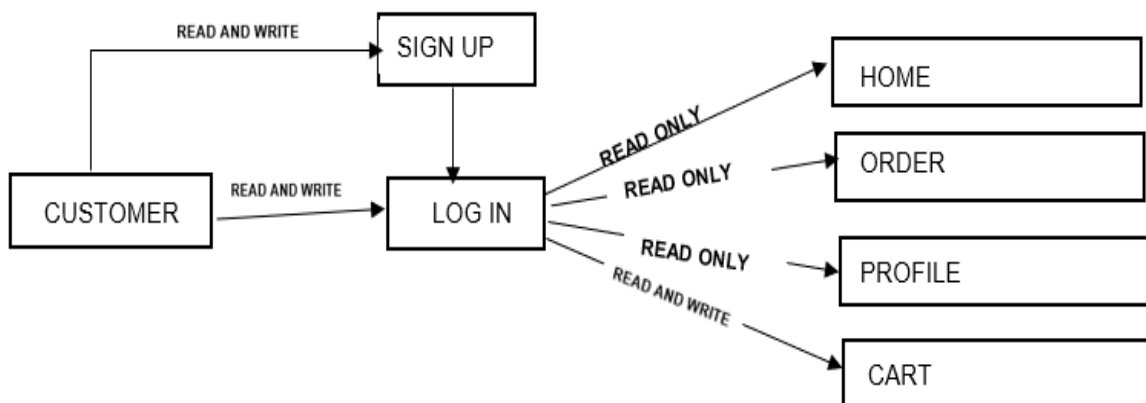 READ AND WRITE
SIGN UP
HOME
READ ONLY
ORDER
READ ONLY
READ AND WRITE
CUSTOMER
LOG IN
READ ONLY
PROFILE
READ AND WRITE
CART